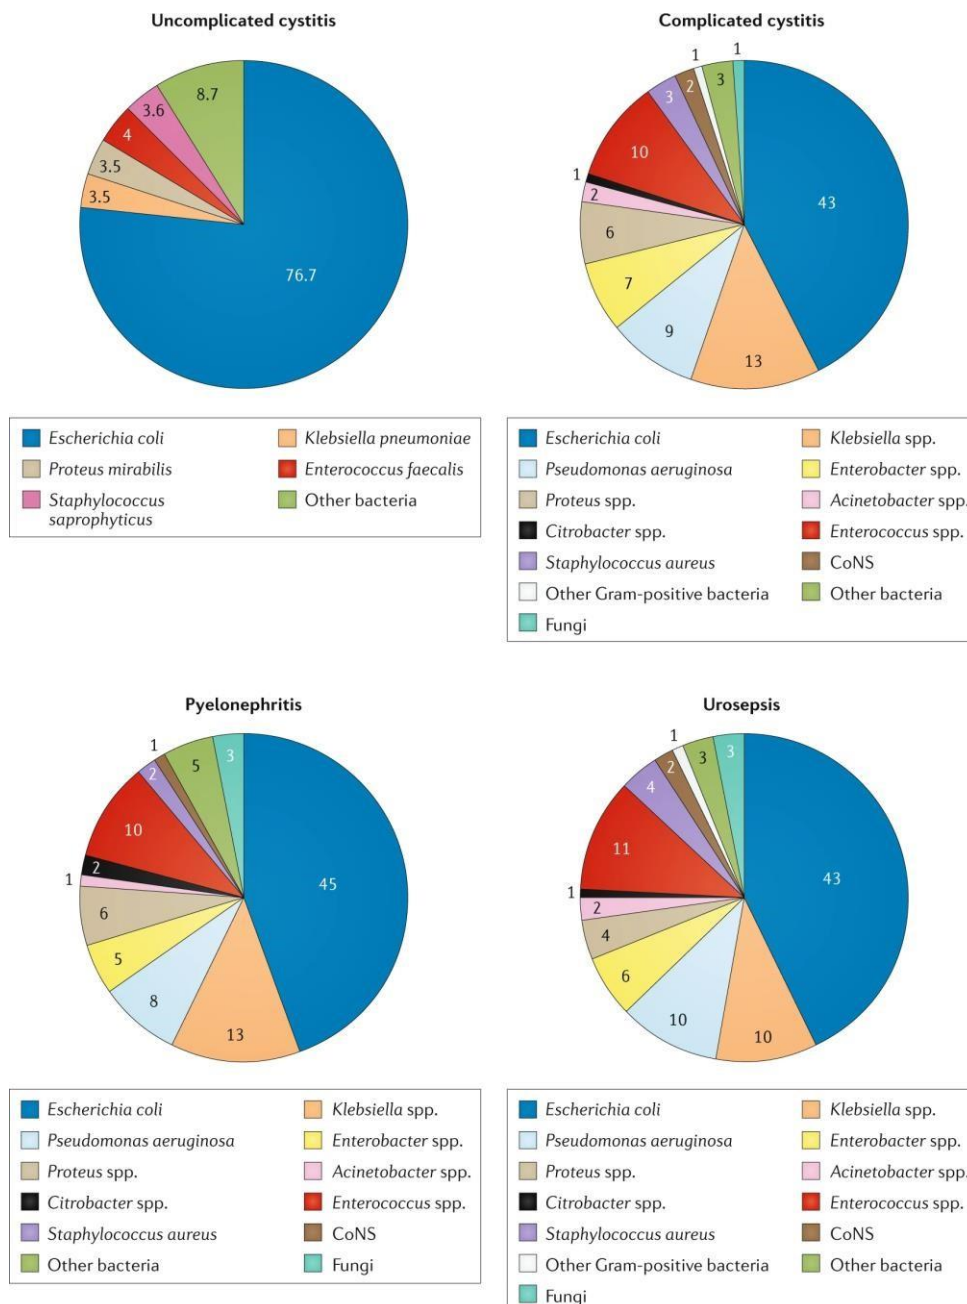 Uncomplicated cystitis
8.7
3.6
4
3.5
3.5
76.7
Escherichia coli
Klebsiella pneumoniae
Proteus mirabilis
Enterococcus faecalis
Staphylococcus
saprophyticus
Other bacteria
Complicated cystitis
1
1
3
2
3
10
1
2
6
7
9
13
43
Escherichia coli
Klebsiella spp.
Pseudomonas aeruginosa
Enterobacter spp.
Proteus spp.
Acinetobacter spp.
Citrobacter spp.
Enterococcus spp.
Staphylococcus aureus
CoNS
Other Gram-positive bacteria
Other bacteria
Fungi
Pyelonephritis
1
5
3
2
10
2
1
6
5
8
13
45
Escherichia coli
Klebsiella spp.
Pseudomonas aeruginosa
Enterobacter spp.
Proteus spp.
Acinetobacter spp.
Citrobacter spp.
Enterococcus spp.
Staphylococcus aureus
CoNS
Other bacteria
Fungi
Urosepsis
1
3
3
2
4
11
1
2
4
6
10
10
43
Escherichia coli
Klebsiella spp.
Pseudomonas aeruginosa
Enterobacter spp.
Proteus spp.
Acinetobacter spp.
Citrobacter spp.
Enterococcus spp.
Staphylococcus aureus
CoNS
Other Gram-positive bacteria
Other bacteria
Fungi